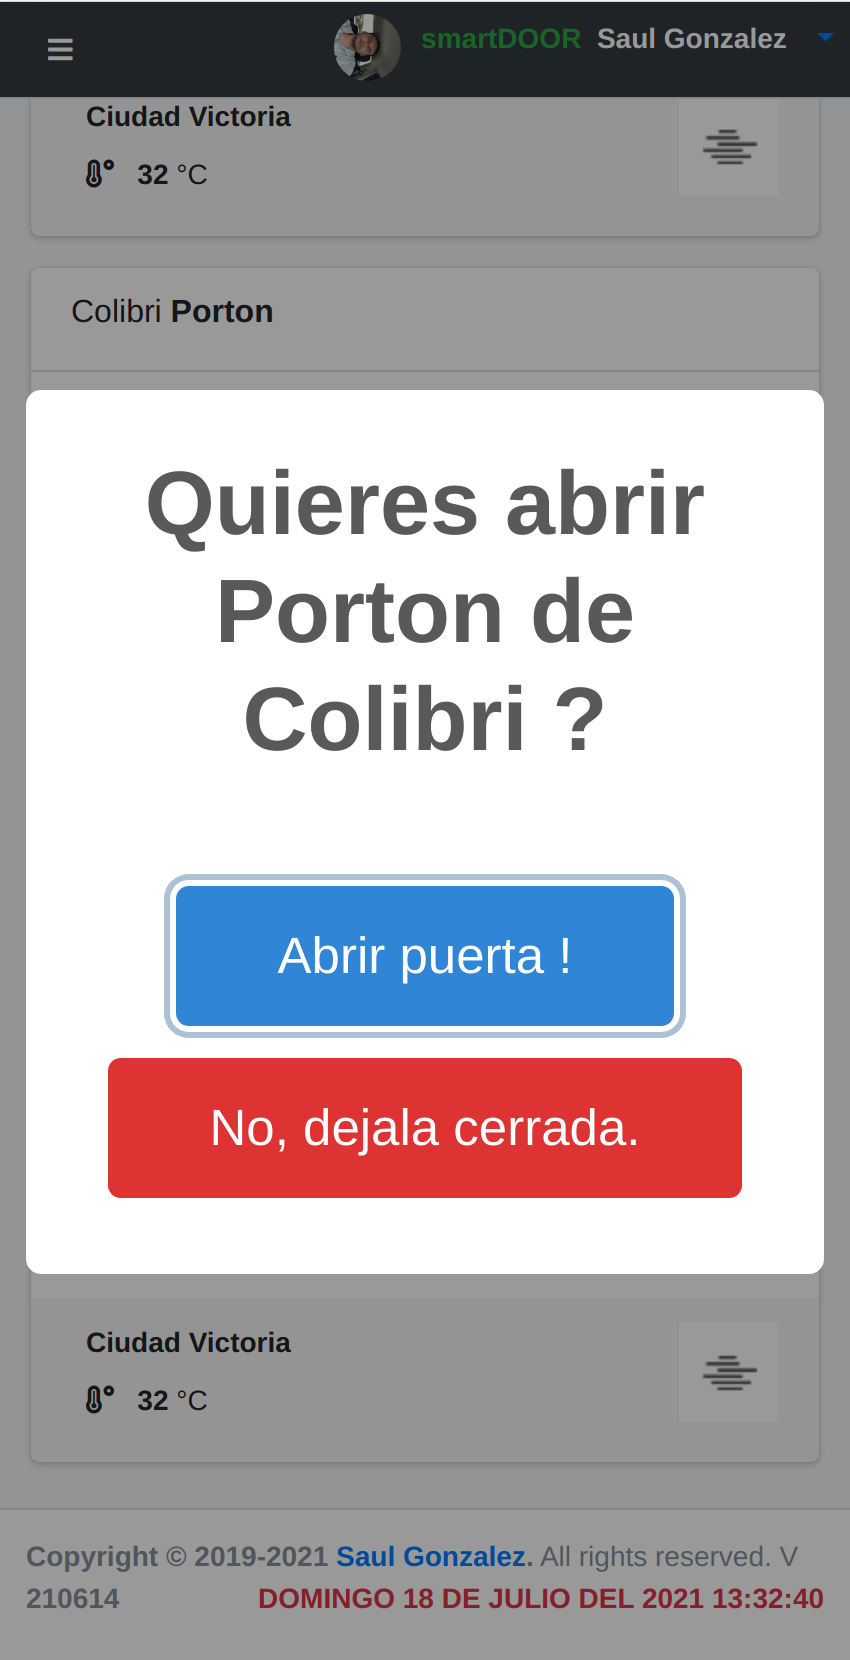 smartDOOR Saul Gonzalez
Ciudad Victoria
32 °C
Colibri Porton
Quieres abrir
Porton de
Colibri ?
Abrir puerta !
No, dejala cerrada.
Ciudad Victoria
32 °C
Copyright © 2019-2021 Saul Gonzalez. All rights reserved. V
210614 DOMINGO 18 DE JULIO DEL 2021 13:32:40